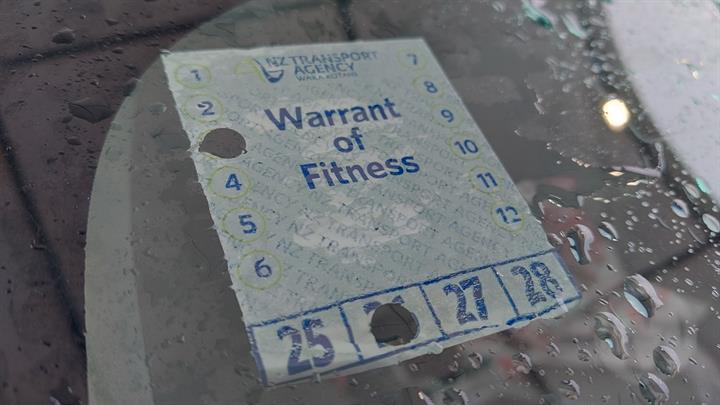 NZ TRANSPORT
AGENCY
WAKA KOTAHI
Warrant
of
Fitness
1
2
4
5
6
7
8
9
10
11
12
25
27
28